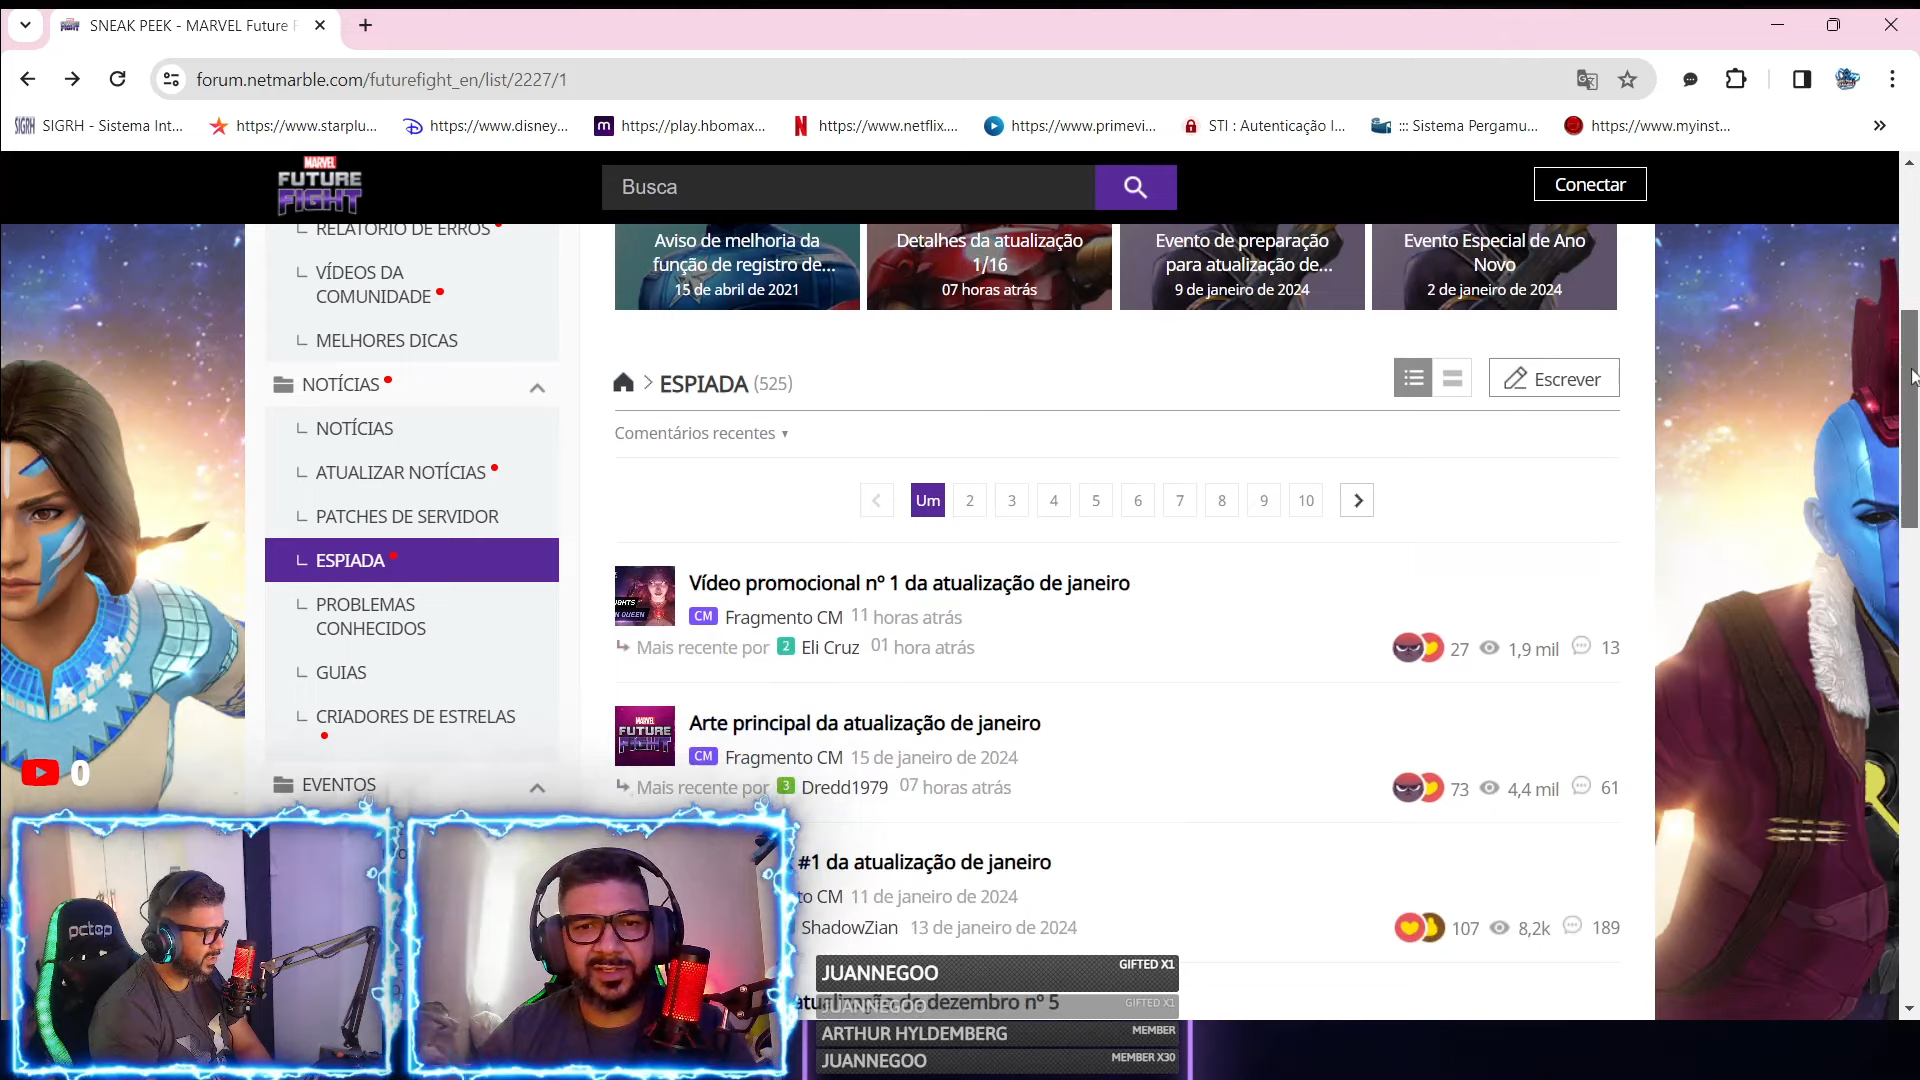 SNEAK PEEK - MARVEL Future F
forum.netmarble.com/futurefight_en/list/2227/1
SIGRH - Sistema Int...
https://www.starplu...
https://www.disney...
https://play.hbomax...
https://www.netflix....
https://www.primevi...
STI : Autenticação I...
::: Sistema Pergamu...
https://www.myinst...
MARVEL
FUTURE
FIGHT
Busca
Conectar
RELATÓRIO DE ERROS
VÍDEOS DA
COMUNIDADE
MELHORES DICAS
NOTÍCIAS
NOTÍCIAS
ATUALIZAR NOTÍCIAS
PATCHES DE SERVIDOR
ESPIADA
PROBLEMAS
CONHECIDOS
GUIAS
CRIADORES DE ESTRELAS
EVENTOS
Aviso de melhoria da
função de registro de...
15 de abril de 2021
Detalhes da atualização
1/16
07 horas atrás
Evento de preparação
para atualização de...
9 de janeiro de 2024
Evento Especial de Ano
Novo
2 de janeiro de 2024
ESPIADA (525)
Escrever
Comentários recentes
Um 2 3 4 5 6 7 8 9 10
Vídeo promocional nº 1 da atualização de janeiro
CM Fragmento CM 11 horas atrás
Mais recente por 2 Eli Cruz 01 hora atrás
27 1,9 mil 13
MARVEL
FUTURE
FIGHT
Arte principal da atualização de janeiro
CM Fragmento CM 15 de janeiro de 2024
Mais recente por 3 Dredd1979 07 horas atrás
73 4,4 mil 61
#1 da atualização de janeiro
to CM 11 de janeiro de 2024
ShadowZian 13 de janeiro de 2024
107 8,2k 189
atualização de dezembro nº 5
0
pctop
JUANNEGOO GIFTED X1
JUANNEGOO GIFTED X1
ARTHUR HYLDEMBERG MEMBER
JUANNEGOO MEMBER X30